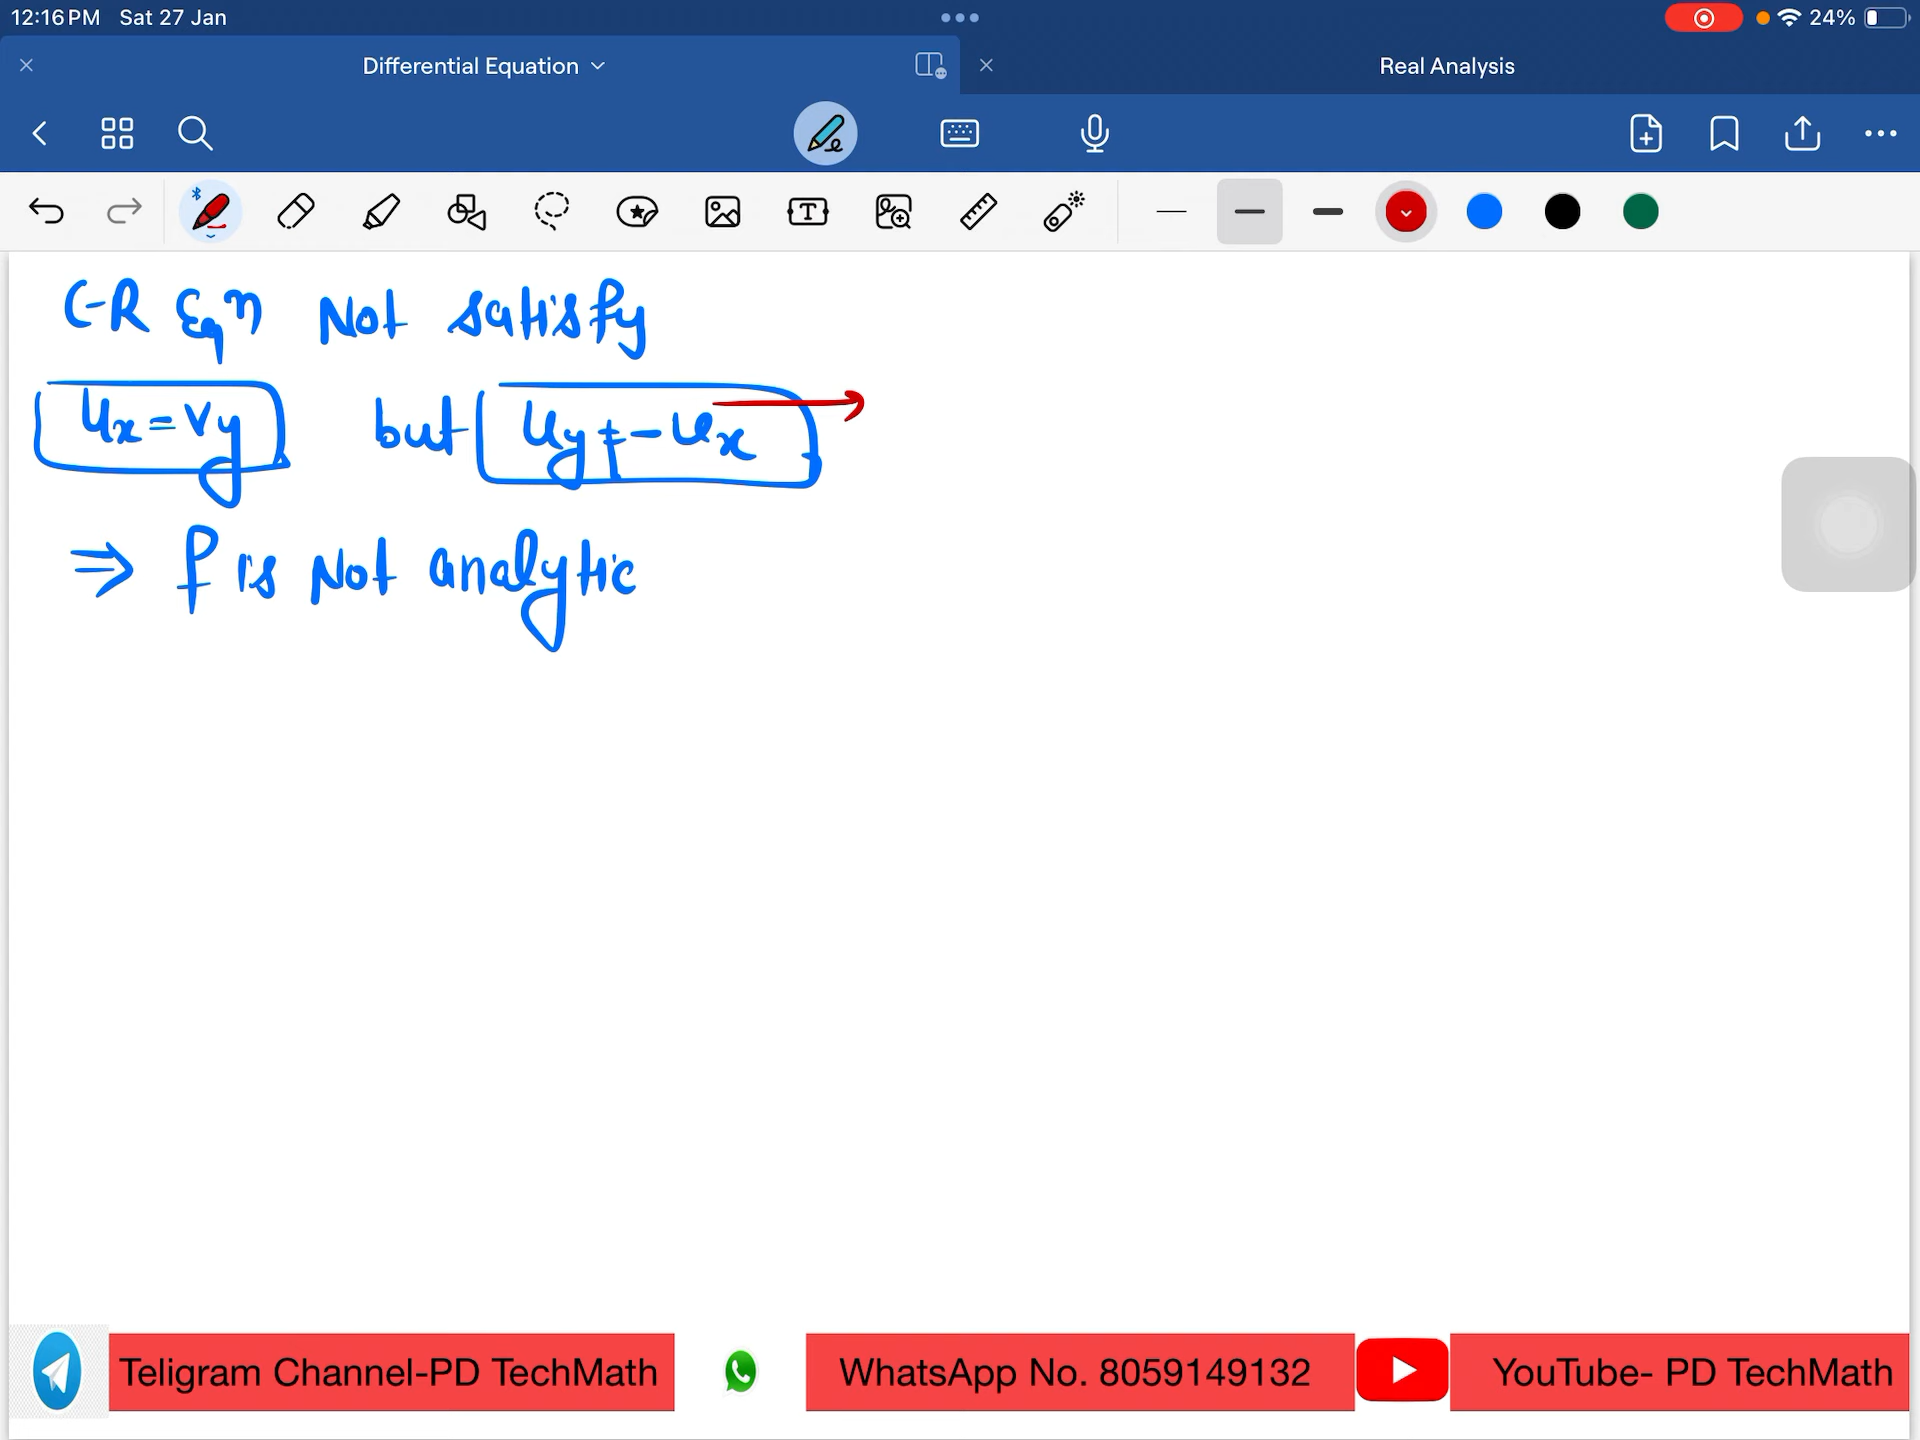 12:16 PM Sat 27 Jan
24%
Differential Equation
Real Analysis
C-R Eqⁿ Not satisfy
Ux = Vy but Uy ≠ -Vx
⇒ f is Not analytic
Teligram Channel-PD TechMath
WhatsApp No. 8059149132
YouTube- PD TechMath